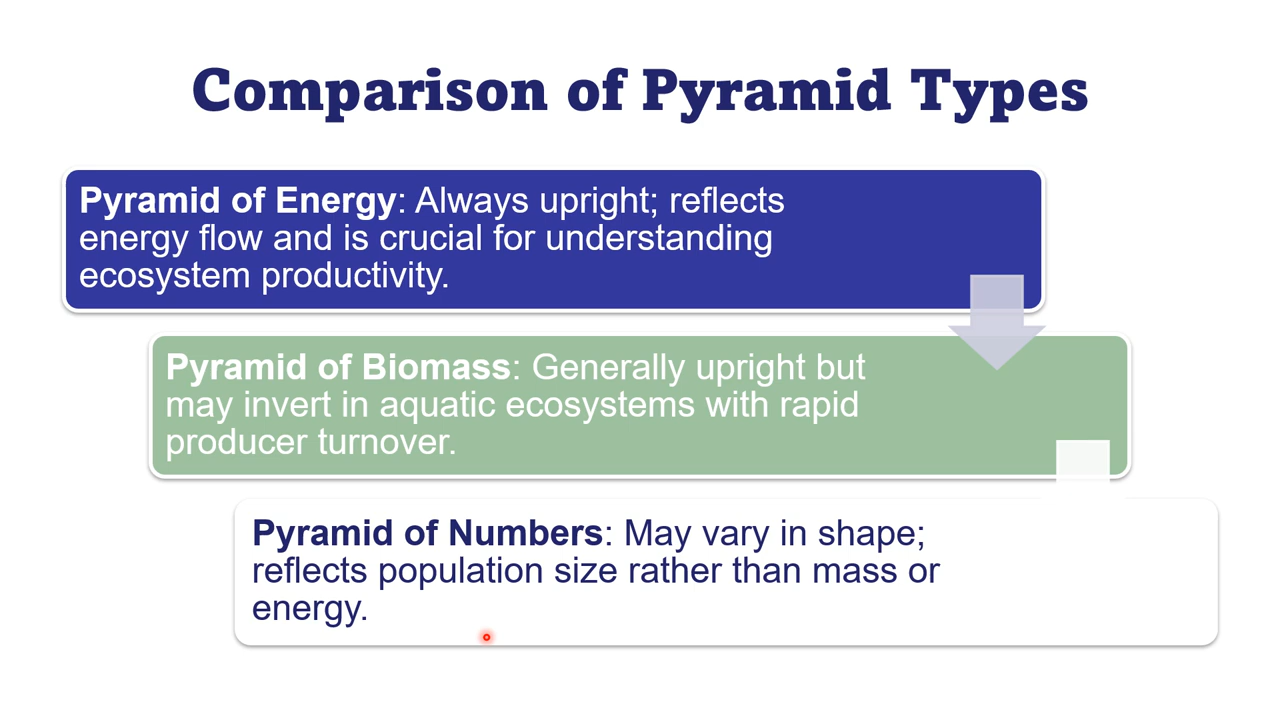 Comparison of Pyramid Types
Pyramid of Energy: Always upright; reflects
energy flow and is crucial for understanding
ecosystem productivity.
Pyramid of Biomass: Generally upright but
may invert in aquatic ecosystems with rapid
producer turnover.
Pyramid of Numbers: May vary in shape;
reflects population size rather than mass or
energy.